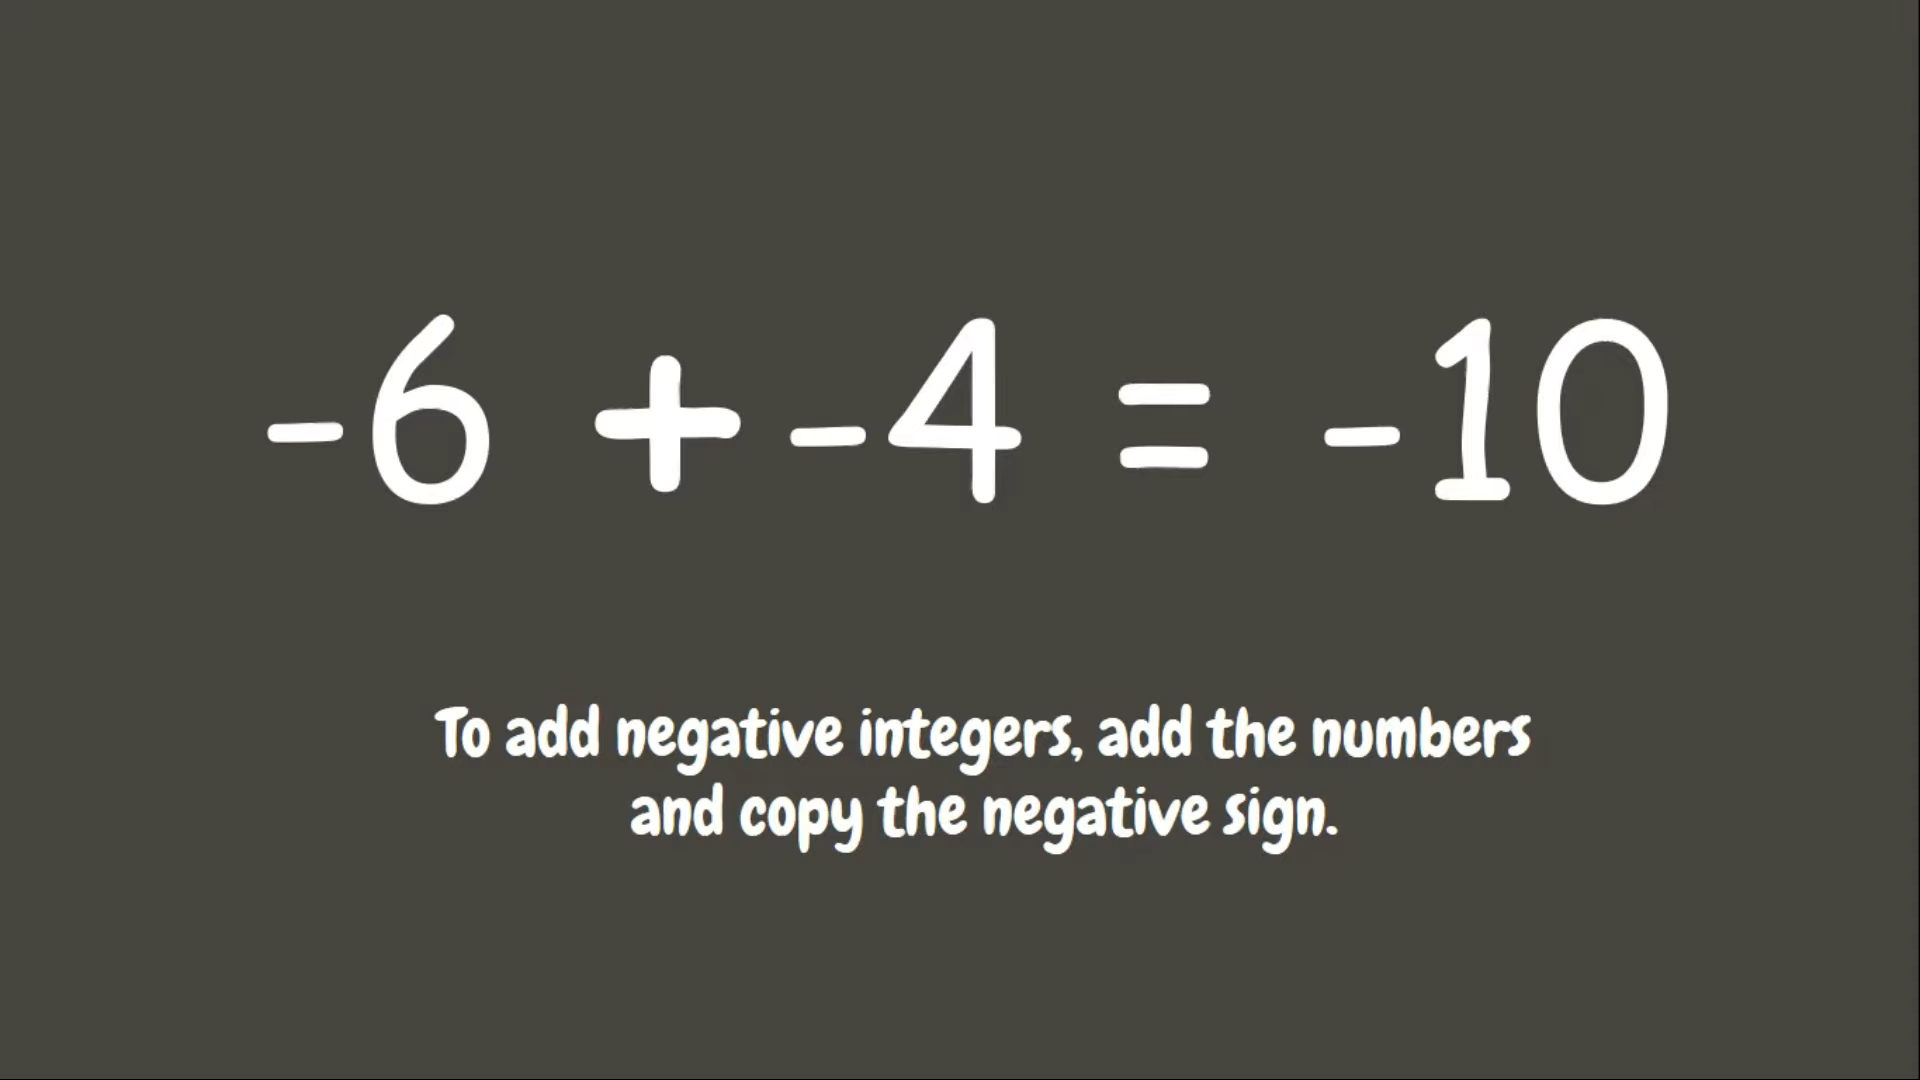 -6 + -4 = -10
To add negative integers, add the numbers
and copy the negative sign.